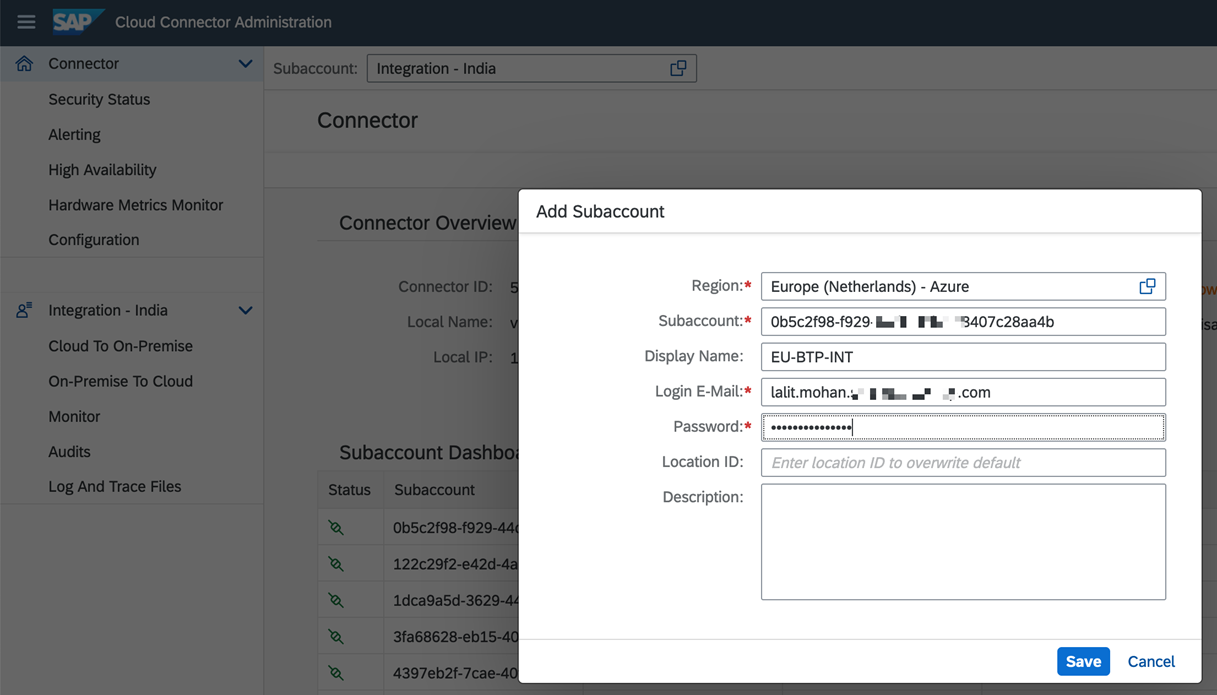 SAP Cloud Connector Administration
Connector
Security Status
Alerting
High Availability
Hardware Metrics Monitor
Configuration
Integration - India
Cloud To On-Premise
On-Premise To Cloud
Monitor
Audits
Log And Trace Files
Subaccount: Integration - India
Connector
Connector Overview
Connector ID: 5
Local Name: v
Local IP: 1
Subaccount Dashboa
Status Subaccount
0b5c2f98-f929-44
122c29f2-e42d-4a
1dca9a5d-3629-44
3fa68628-eb15-40
4397eb2f-7cae-40
Add Subaccount
Region:* Europe (Netherlands) - Azure
Subaccount:* 0b5c2f98-f929- 3407c28aa4b
Display Name: EU-BTP-INT
Login E-Mail:* lalit.mohan. .com
Password:* •••••••••••••••
Location ID: Enter location ID to overwrite default
Description:
Save Cancel